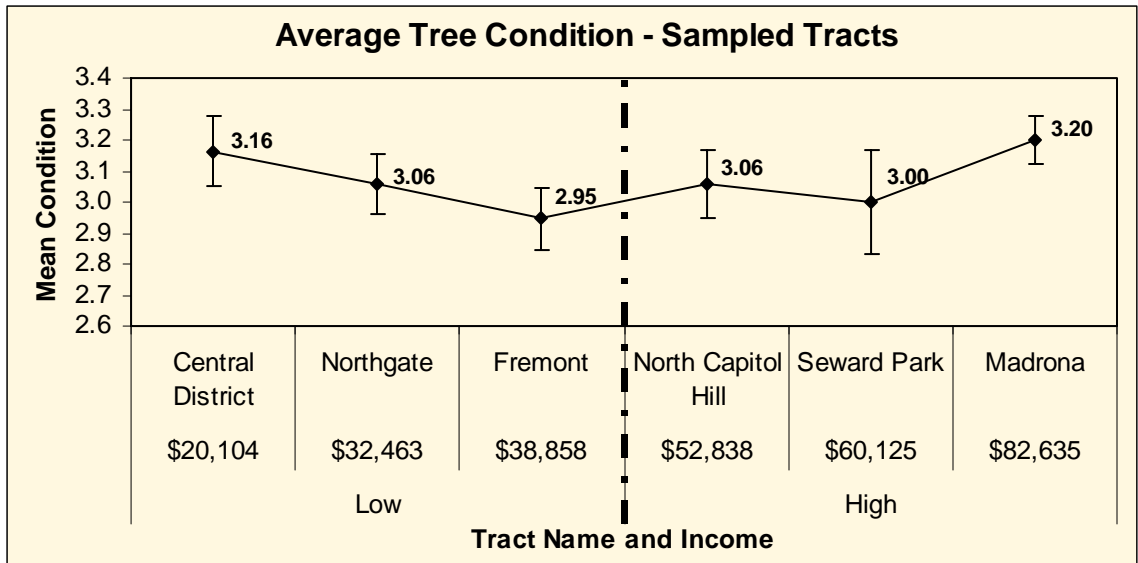 Average Tree Condition - Sampled Tracts
Mean Condition
3.4
3.3
3.2
3.1
3.0
2.9
2.8
2.7
2.6
3.16
3.06
2.95
3.06
3.00
3.20
Central District
Northgate
Fremont
North Capitol Hill
Seward Park
Madrona
$20,104
$32,463
$38,858
$52,838
$60,125
$82,635
Low
High
Tract Name and Income